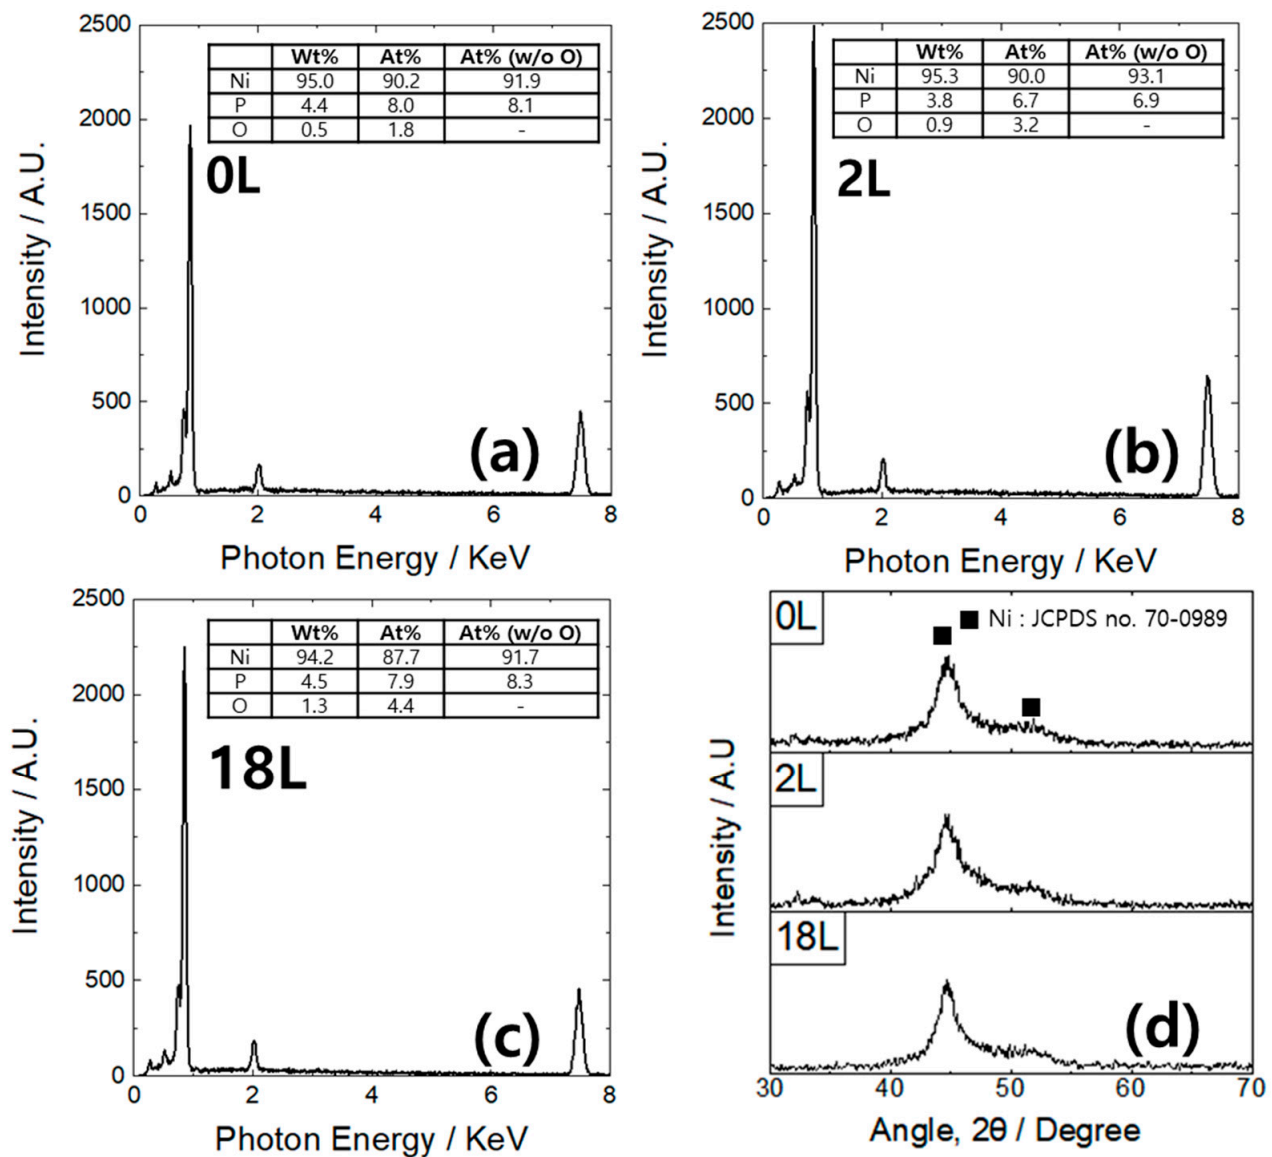 2500
2000
1500
1000
500
0
Intensity / A.U.
Wt% At% At% (w/o O)
Ni 95.0 90.2 91.9
P 4.4 8.0 8.1
O 0.5 1.8 -
0L
(a)
0 2 4 6 8
Photon Energy / KeV
2500
2000
1500
1000
500
0
Intensity / A.U.
Wt% At% At% (w/o O)
Ni 95.3 90.0 93.1
P 3.8 6.7 6.9
O 0.9 3.2 -
2L
(b)
0 2 4 6 8
Photon Energy / KeV
2500
2000
1500
1000
500
0
Intensity / A.U.
Wt% At% At% (w/o O)
Ni 94.2 87.7 91.7
P 4.5 7.9 8.3
O 1.3 4.4 -
18L
(c)
0 2 4 6 8
Photon Energy / KeV
0L
■ Ni : JCPDS no. 70-0989
2L
18L
(d)
Intensity / A.U
30 40 50 60 70
Angle, 2θ / Degree